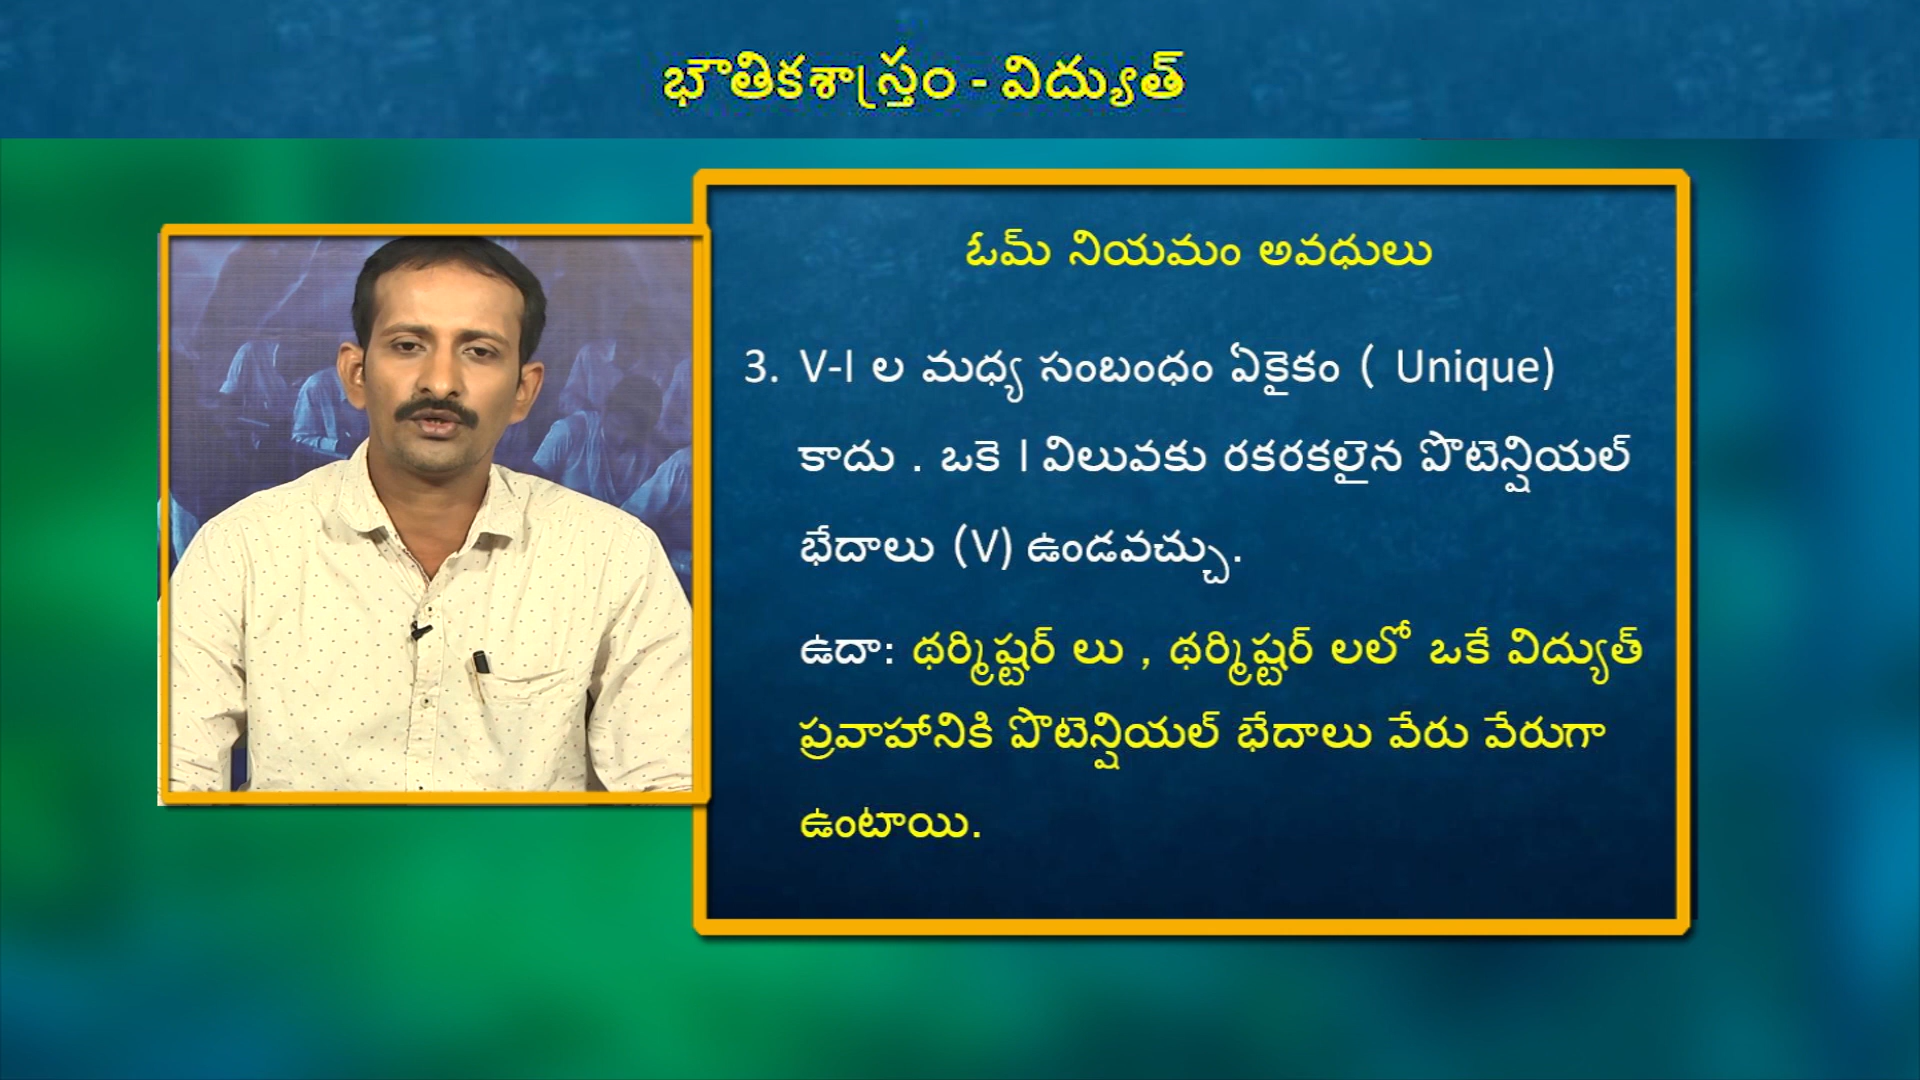 భౌతికశాస్త్రం - విద్యుత్
ఓమ్ నియమం అవధులు
3. V-I ల మధ్య సంబంధం ఏకైకం ( Unique)
కాదు . ఒకె I విలువకు రకరకలైన పొటెన్షియల్
భేదాలు (V) ఉండవచ్చు.
ఉదా: థర్మిష్టర్ లు , థర్మిష్టర్ లలో ఒకే విద్యుత్
ప్రవాహానికి పొటెన్షియల్ భేదాలు వేరు వేరుగా
ఉంటాయి.